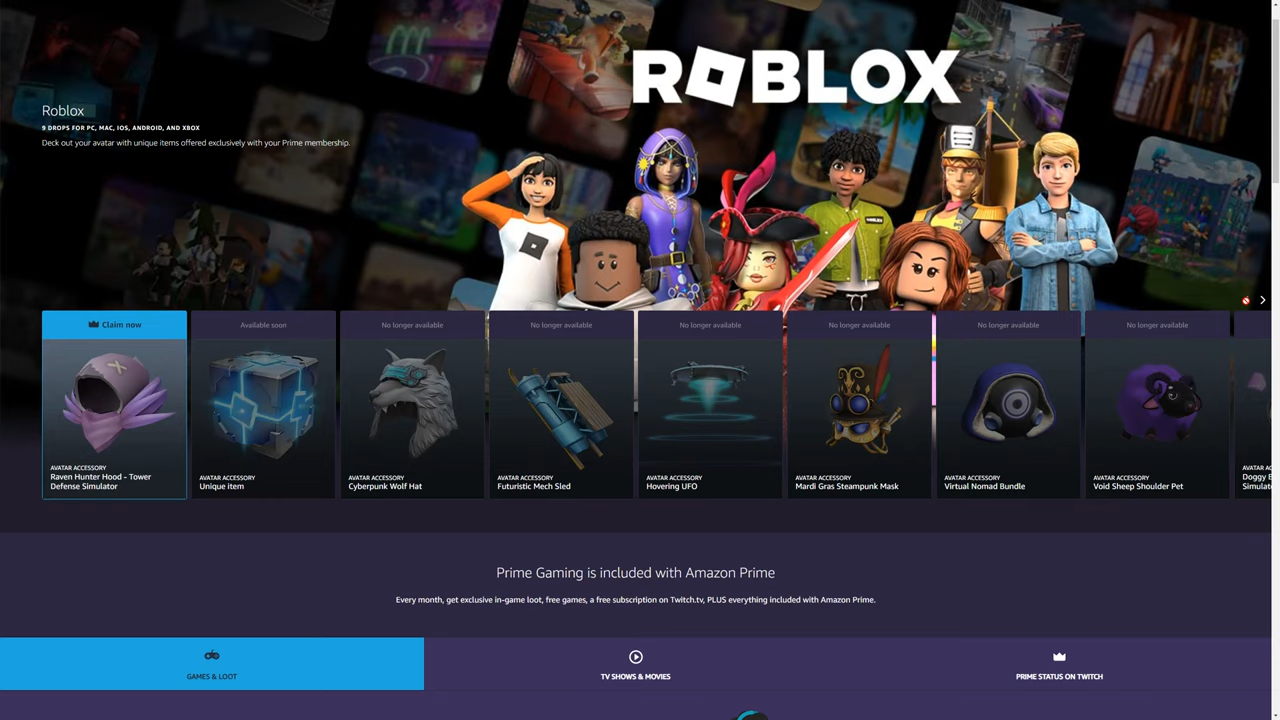 ROBLOX
Roblox
9 DROPS FOR PC, MAC, IOS, ANDROID, AND XBOX
Deck out your avatar with unique items offered exclusively with your Prime membership.
Claim now
AVATAR ACCESSORY
Raven Hunter Hood - Tower
Defense Simulator
Available soon
AVATAR ACCESSORY
Unique item
No longer available
AVATAR ACCESSORY
Cyberpunk Wolf Hat
No longer available
AVATAR ACCESSORY
Futuristic Mech Sled
No longer available
AVATAR ACCESSORY
Hovering UFO
No longer available
AVATAR ACCESSORY
Mardi Gras Steampunk Mask
No longer available
AVATAR ACCESSORY
Virtual Nomad Bundle
No longer available
AVATAR ACCESSORY
Void Sheep Shoulder Pet
AVATAR
Doggy
Prime Gaming is included with Amazon Prime
Every month, get exclusive in-game loot, free games, a free subscription on Twitch.tv, PLUS everything included with Amazon Prime.
GAMES & LOOT
TV SHOWS & MOVIES
PRIME STATUS ON TWITCH